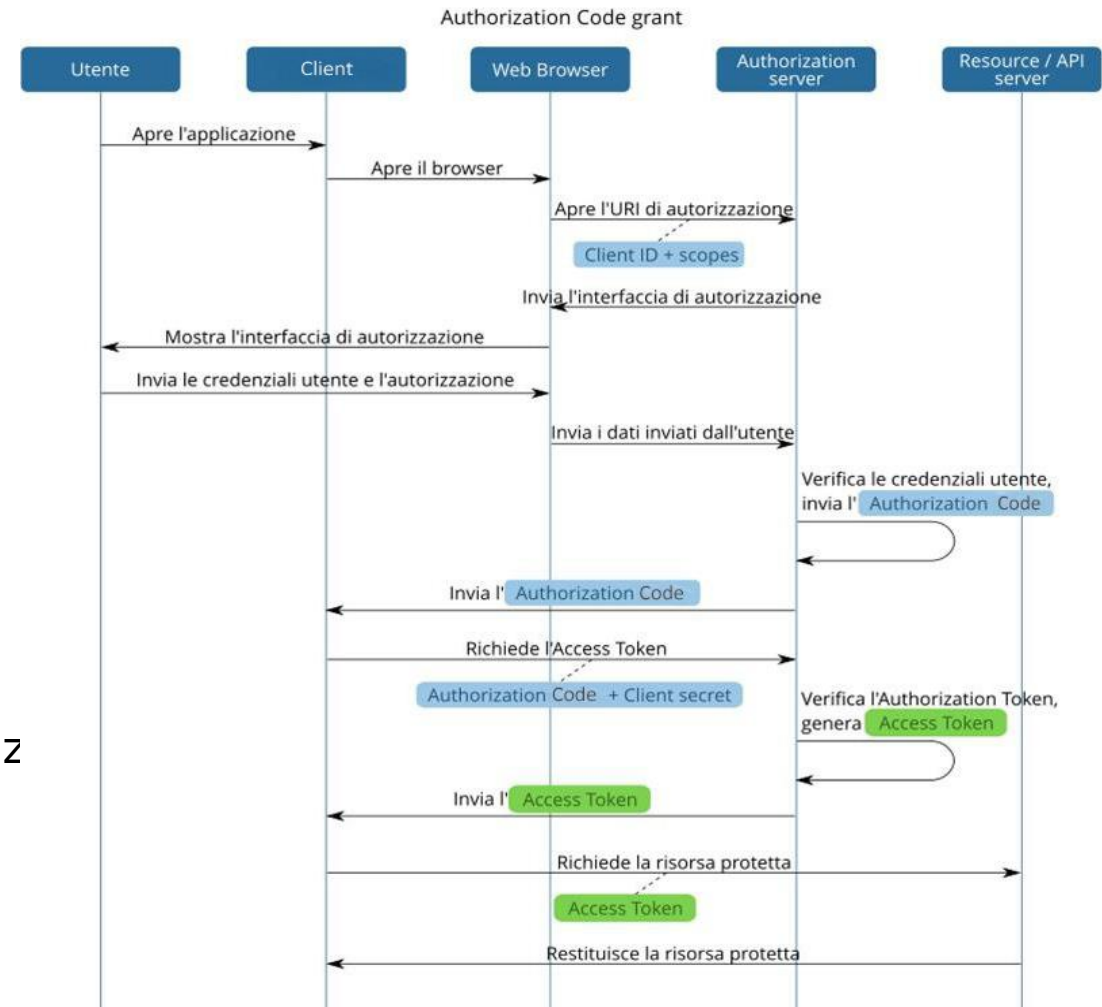 Authorization Code grant
Utente
Client
Web Browser
Authorization
server
Resource / API
server
Apre l'applicazione
Apre il browser
Apre l'URI di autorizzazione
Client ID + scopes
Invia l'interfaccia di autorizzazione
Mostra l'interfaccia di autorizzazione
Invia le credenziali utente e l'autorizzazione
Invia i dati inviati dall'utente
Verifica le credenziali utente,
invia l' Authorization Code
Invia l' Authorization Code
Richiede l'Access Token
Authorization Code + Client secret
Verifica l'Authorization Token,
genera Access Token
z
Invia l' Access Token
Richiede la risorsa protetta
Access Token
Restituisce la risorsa protetta